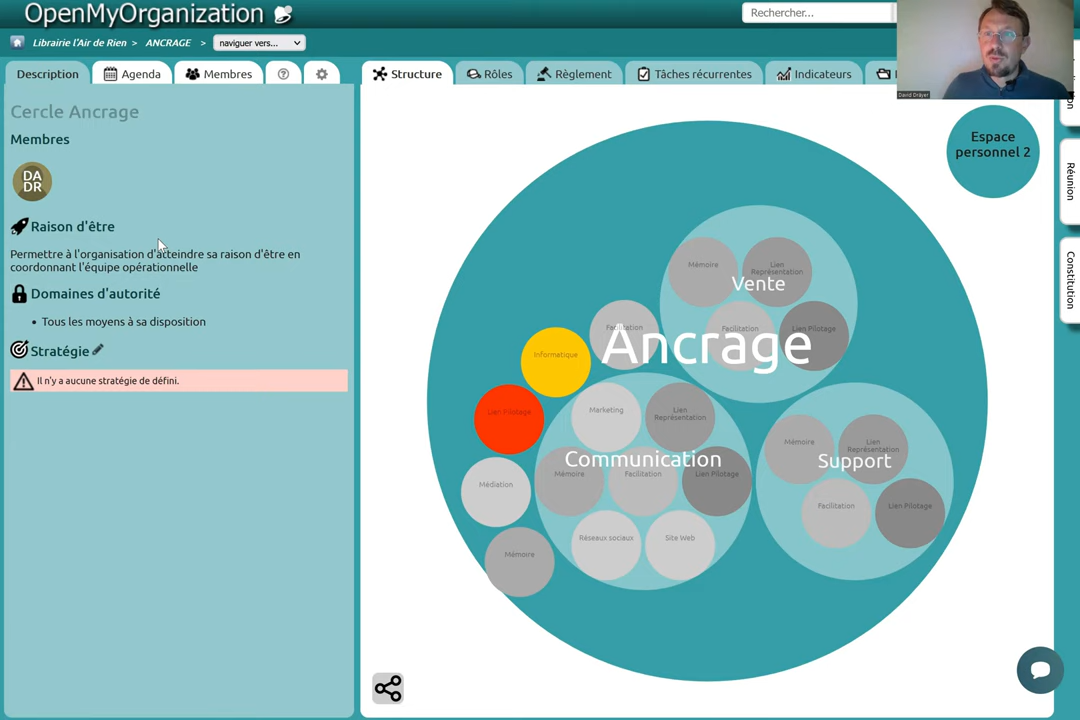 OpenMyOrganization
Rechercher...
Librairie l'Air de Rien >
ANCRAGE >
naviguer vers...
Description
Agenda
Membres
Structure
Rôles
Règlement
Tâches récurrentes
Indicateurs
David Dräyer
Cercle Ancrage
Membres
DA
DR
Raison d'être
Permettre à l'organisation d'atteindre sa raison d'être en
coordonnant l'équipe opérationnelle
Domaines d'autorité
• Tous les moyens à sa disposition
Stratégie
Il n'y a aucune stratégie de défini.
Espace
personnel 2
Réunion
Constitution
Mémoire
Lien
Représentation
Vente
Facilitation
Lien Pilotage
Facilitation
Ancrage
Informatique
Lien Pilotage
Médiation
Mémoire
Marketing
Lien
Représentation
Communication
Mémoire
Facilitation
Lien Pilotage
Réseaux sociaux
Site Web
Mémoire
Lien
Représentation
Support
Facilitation
Lien Pilotage